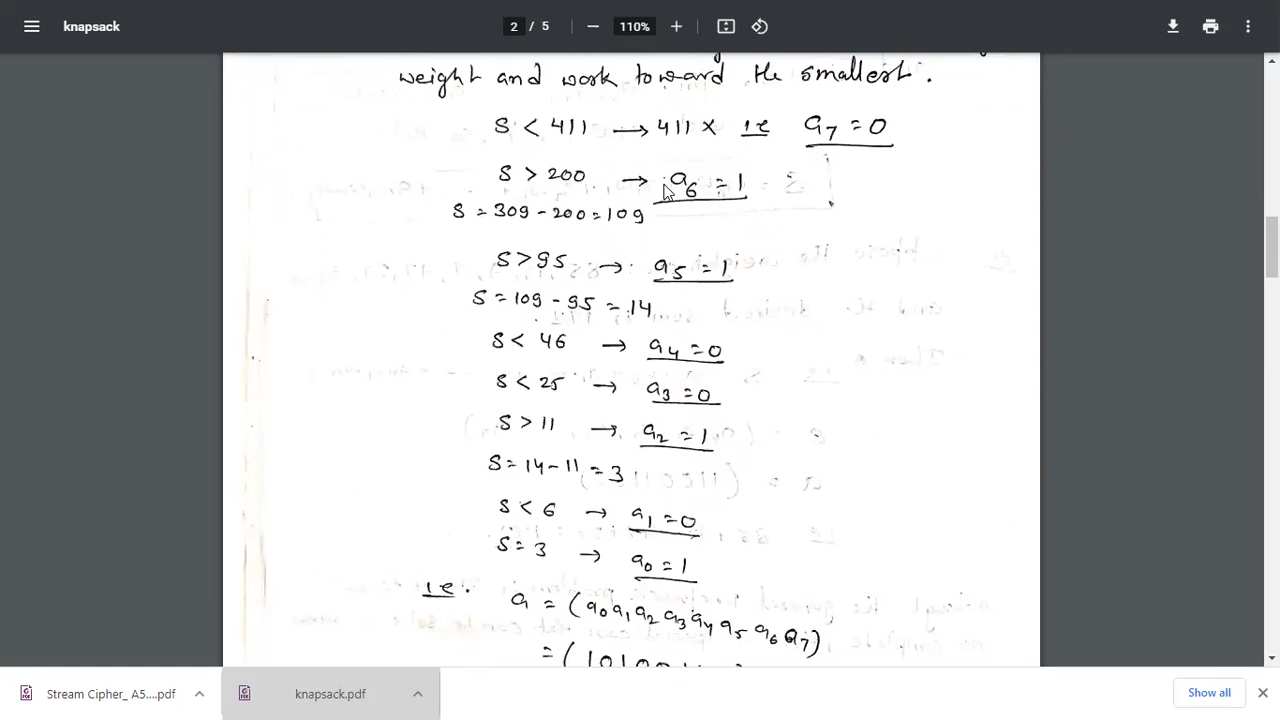 knapsack
2 / 5
110%
weight and work toward the smallest.
S < 411 → 411 × ie a7 = 0
S > 200 → a6 = 1
S = 309 - 200 = 109
S > 95 → a5 = 1
S = 109 - 95 = 14
S < 46 → a4 = 0
S < 25 → a3 = 0
S > 11 → a2 = 1
S = 14 - 11 = 3
S < 6 → a1 = 0
S = 3 → a0 = 1
ie. a = (a0 a1 a2 a3 a4 a5 a6 a7)
= (10100
Stream Cipher_ A5....pdf
knapsack.pdf
Show all